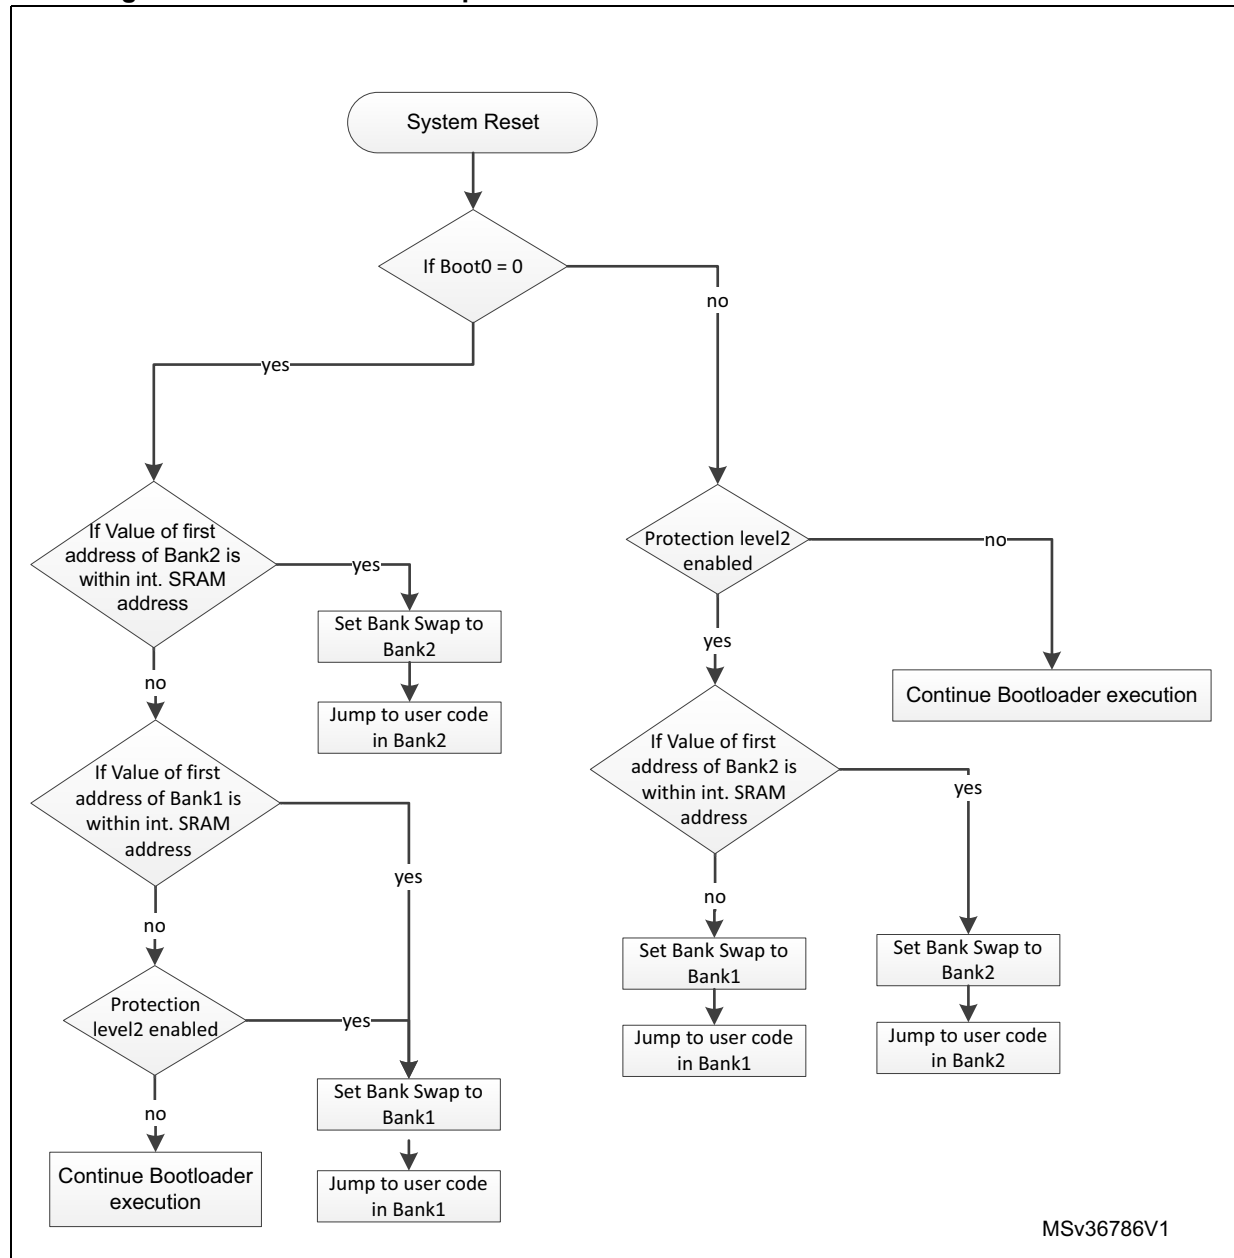 System Reset
If Boot0 = 0
no
yes
If Value of first
address of Bank2 is
within int. SRAM
address
yes
Set Bank Swap to
Bank2
Jump to user code
in Bank2
no
If Value of first
address of Bank1 is
within int. SRAM
address
yes
no
Protection
level2 enabled
yes
Set Bank Swap to
Bank1
Jump to user code
in Bank1
no
Continue Bootloader
execution
Protection level2
enabled
no
Continue Bootloader execution
yes
If Value of first
address of Bank2 is
within int. SRAM
address
yes
Set Bank Swap to
Bank2
Jump to user code
in Bank2
no
Set Bank Swap to
Bank1
Jump to user code
in Bank1
MSv36786V1